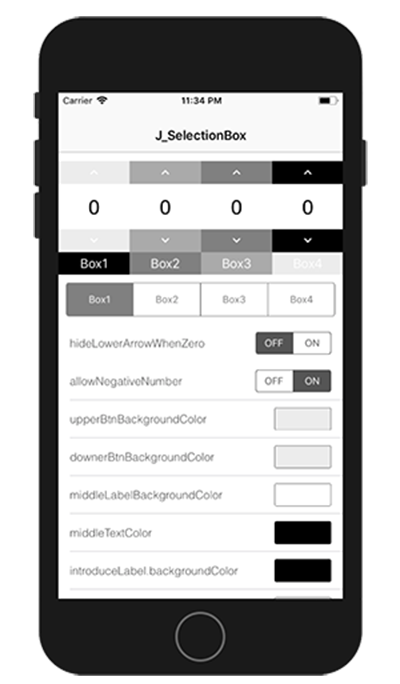 Carrier 11:34 PM
J_SelectionBox
0 0 0 0
Box1 Box2 Box3 Box4
Box1 Box2 Box3 Box4
hideLowerArrowWhenZero OFF ON
allowNegativeNumber OFF ON
upperBtnBackgroundColor
downerBtnBackgroundColor
middleLabelBackgroundColor
middleTextColor
introduceLabel.backgroundColor